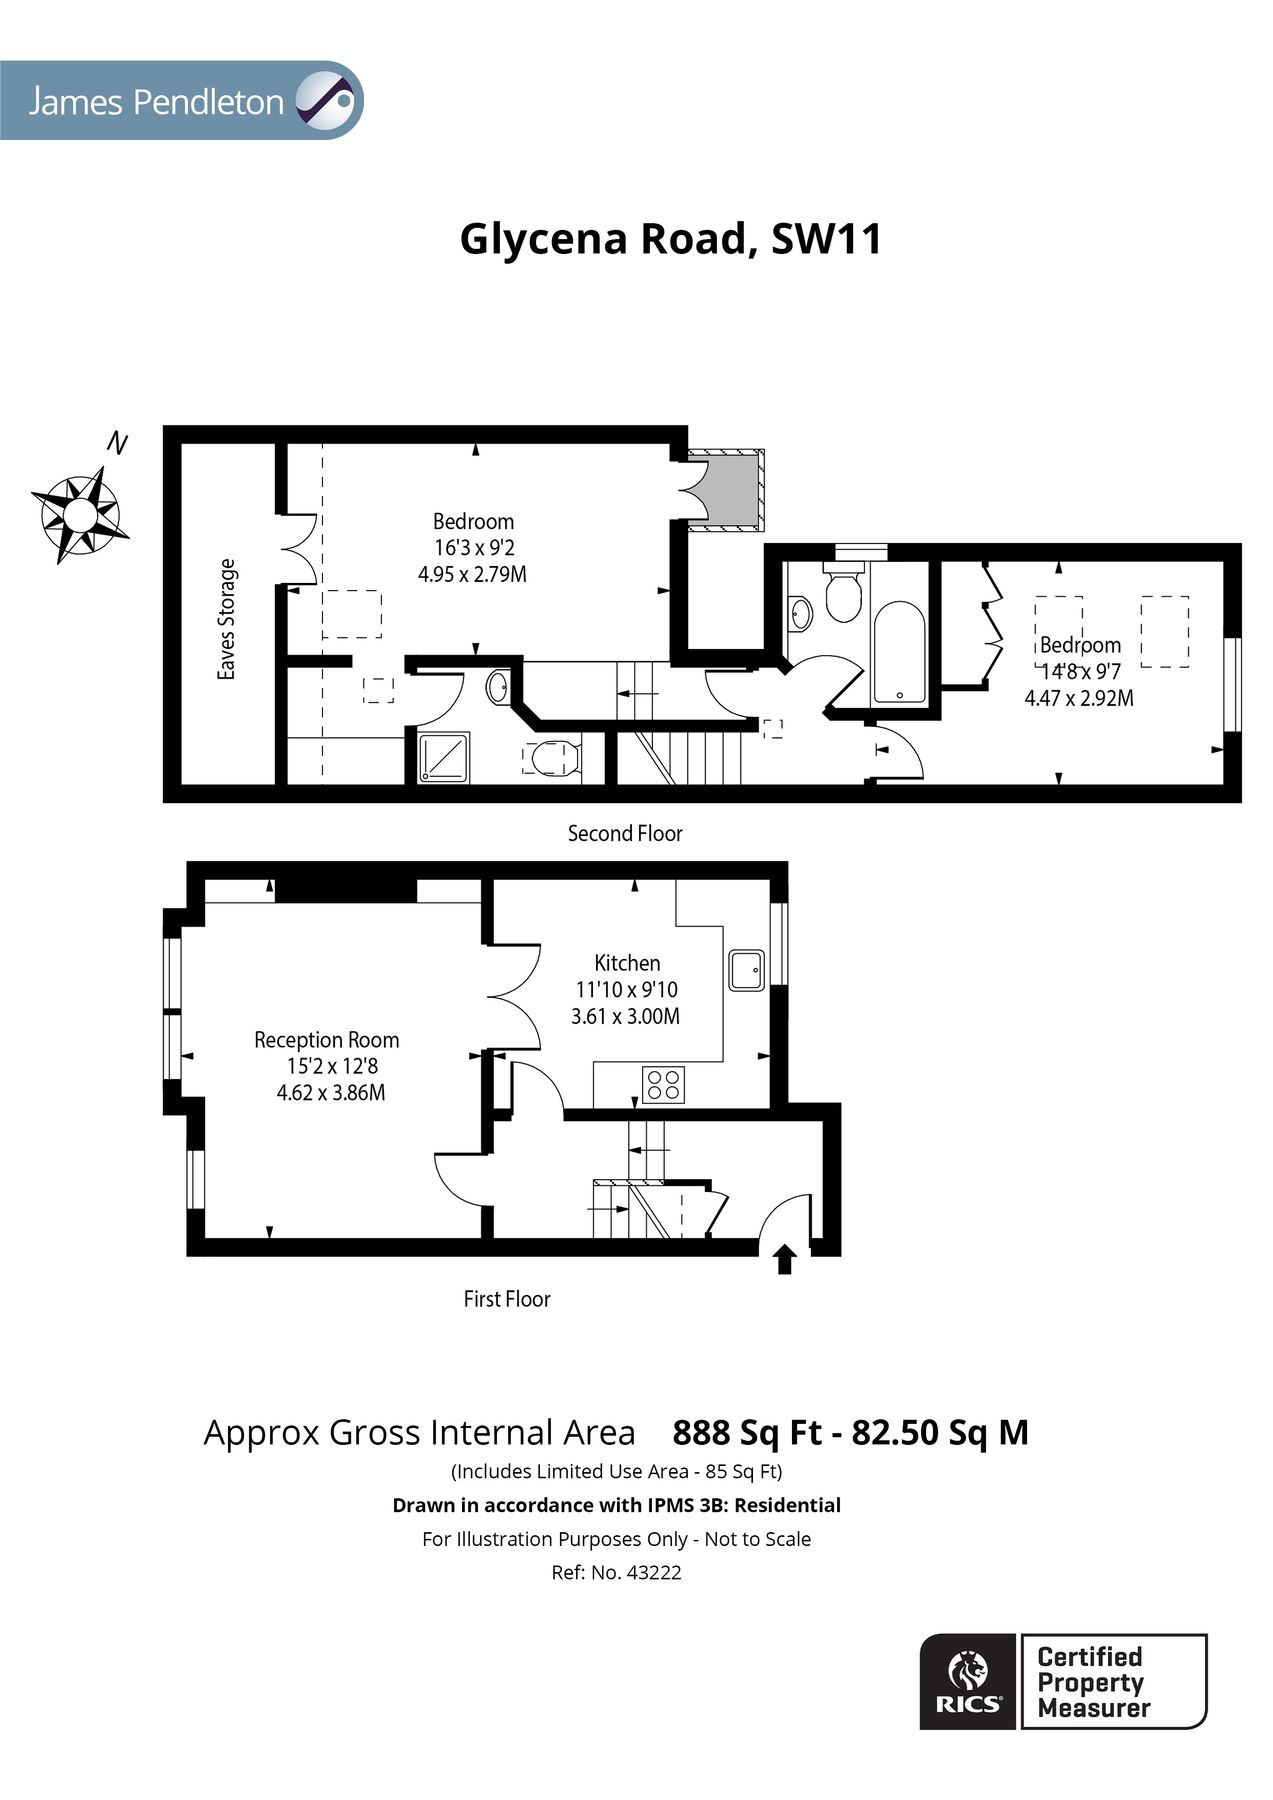 James Pendleton
Glycena Road, SW11
N
Eaves Storage
Bedroom
16'3 x 9'2
4.95 x 2.79M
Bedroom
14'8 x 9'7
4.47 x 2.92M
Second Floor
Reception Room
15'2 x 12'8
4.62 x 3.86M
Kitchen
11'10 x 9'10
3.61 x 3.00M
First Floor
Approx Gross Internal Area 888 Sq Ft - 82.50 Sq M
(Includes Limited Use Area - 85 Sq Ft)
Drawn in accordance with IPMS 3B: Residential
For Illustration Purposes Only - Not to Scale
Ref: No. 43222
RICS®
Certified
Property
Measurer